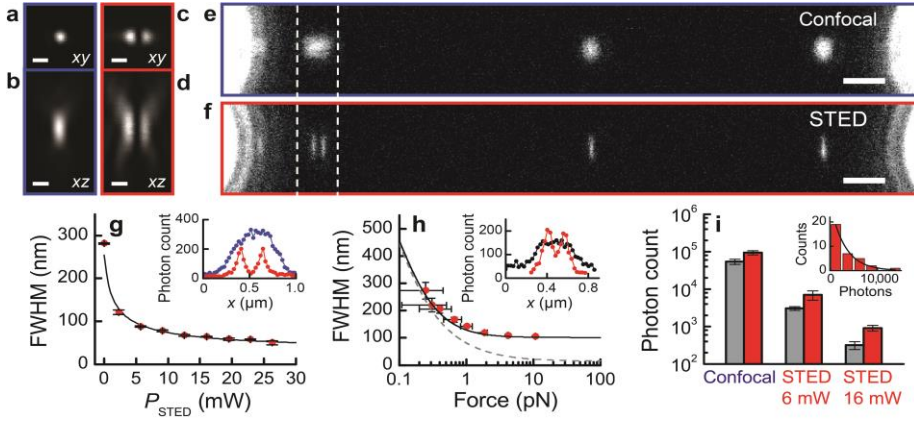 a
c
e
Confocal
xy
xy
b
d
f
STED
xz
xz
g
h
i
FWHM (nm)
300
200
100
0
0 5 10 15 20 25 30
P_STED (mW)
Photon count
400
200
0
0.0 0.5 1.0
x (μm)
FWHM (nm)
500
400
300
200
100
0
0.1 1 10 100
Force (pN)
Photon count
200
100
0
0.0 0.4 0.8
x (μm)
Photon count
10^6
10^5
10^4
10^3
10^2
Confocal
STED
6 mW
STED
16 mW
Counts
20
10
0
0 10,000
Photons